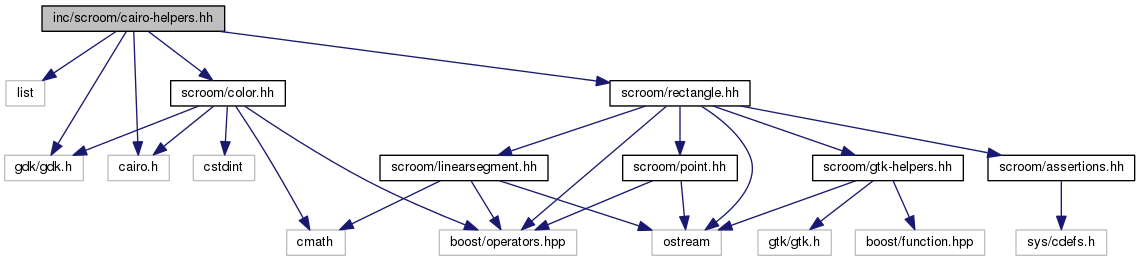 inc/scroom/cairo-helpers.hh
list
scroom/color.hh
scroom/rectangle.hh
gdk/gdk.h
cairo.h
cstdint
scroom/linearsegment.hh
scroom/point.hh
scroom/gtk-helpers.hh
scroom/assertions.hh
cmath
boost/operators.hpp
ostream
gtk/gtk.h
boost/function.hpp
sys/cdefs.h